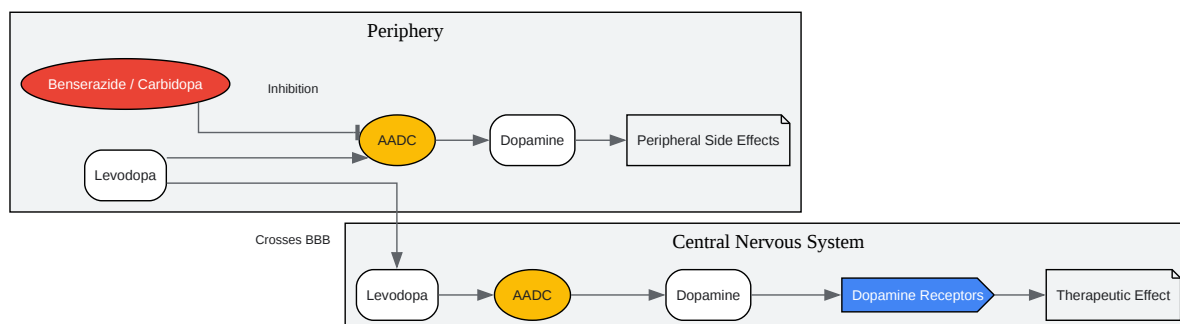 Periphery
Benserazide / Carbidopa
Inhibition
AADC
Dopamine
Peripheral Side Effects
Levodopa
Crosses BBB
Central Nervous System
Levodopa
AADC
Dopamine
Dopamine Receptors
Therapeutic Effect